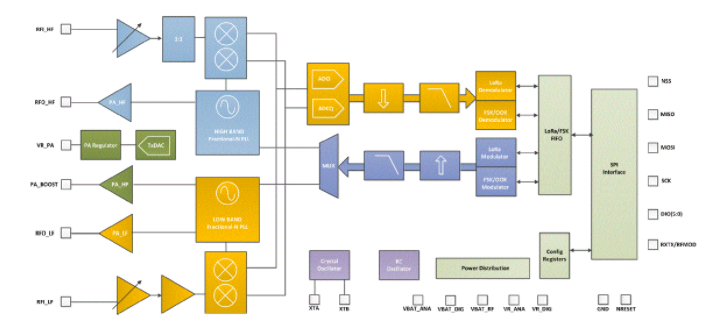 RFI_HF
1:2
RFO_HF
PA_HF
HIGH BAND
Fractional-N PLL
VR_PA
PA Regulator
TxDAC
PA_BOOST
PA_HP
RFO_LF
PA_LF
LOW BAND
Fractional-N PLL
RFI_LF
ADCI
ADCQ
MUX
LoRa
Demodulator
FSK/OOK
Demodulator
LoRa
Modulator
FSK/OOK
Modulator
LoRa/FSK
FIFO
SPI
Interface
Config
Registers
Crystal
Oscillator
RC
Oscillator
Power Distribution
XTA
XTB
VBAT_ANA
VBAT_DIG
VBAT_RF
VR_ANA
VR_DIG
GND
NRESET
NSS
MISO
MOSI
SCK
DIO(5:0)
RXTX/RFMOD